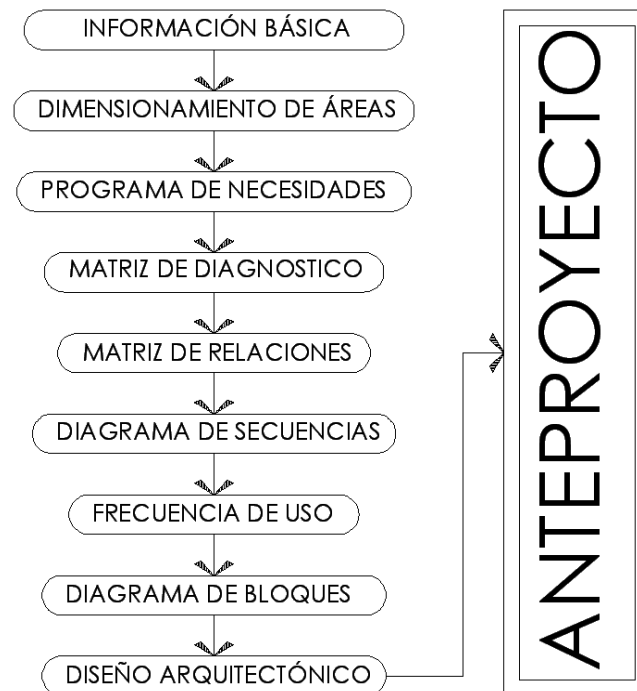 INFORMACIÓN BÁSICA
DIMENSIONAMIENTO DE ÁREAS
PROGRAMA DE NECESIDADES
MATRIZ DE DIAGNOSTICO
MATRIZ DE RELACIONES
DIAGRAMA DE SECUENCIAS
FRECUENCIA DE USO
DIAGRAMA DE BLOQUES
DISEÑO ARQUITECTÓNICO
ANTEPROYECTO